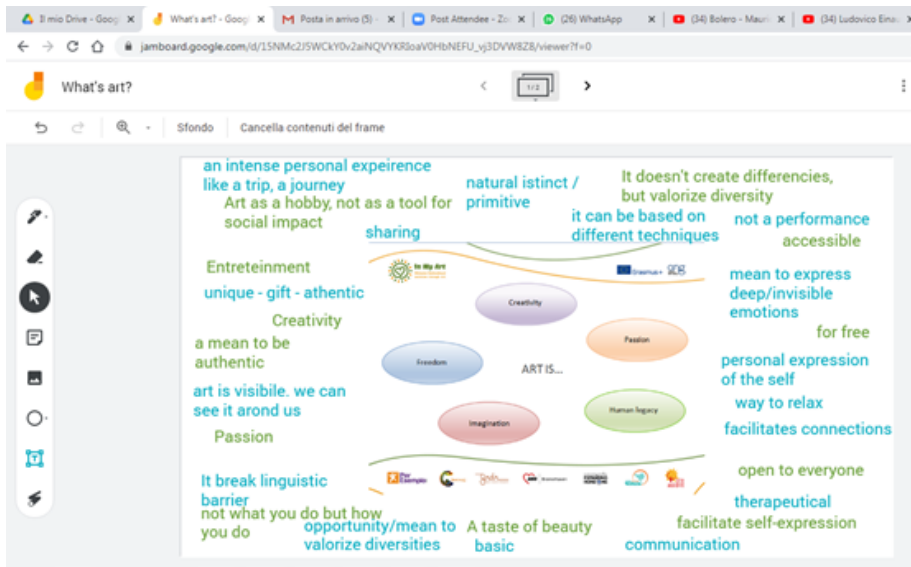 Il mio Drive - Goog
What's art? - Googl
Posta in arrivo (5) -
Post Attendee - Zo
(26) WhatsApp
(34) Bolero - Mauri
(34) Ludovico Einau
What's art?
1/2
Sfondo
Cancella contenuti del frame
an intense personal expeirence
like a trip, a journey
Art as a hobby, not as a tool for
social impact
sharing
natural istinct /
primitive
It doesn't create differencies,
but valorize diversity
it can be based on
different techniques
not a performance
accessible
Entreteinment
unique - gift - athentic
Creativity
a mean to be
authentic
art is visibile. we can
see it arond us
Passion
to Mip Art
Erasmus+
Creativity
Passion
Freedom
ART IS...
Imagination
Human legacy
mean to express
deep/invisible
emotions
for free
personal expression
of the self
way to relax
facilitates connections
Per
Esempio
It break linguistic
barrier
not what you do but how
you do
opportunity/mean to
valorize diversities
A taste of beauty
basic
open to everyone
therapeutical
facilitate self-expression
communication